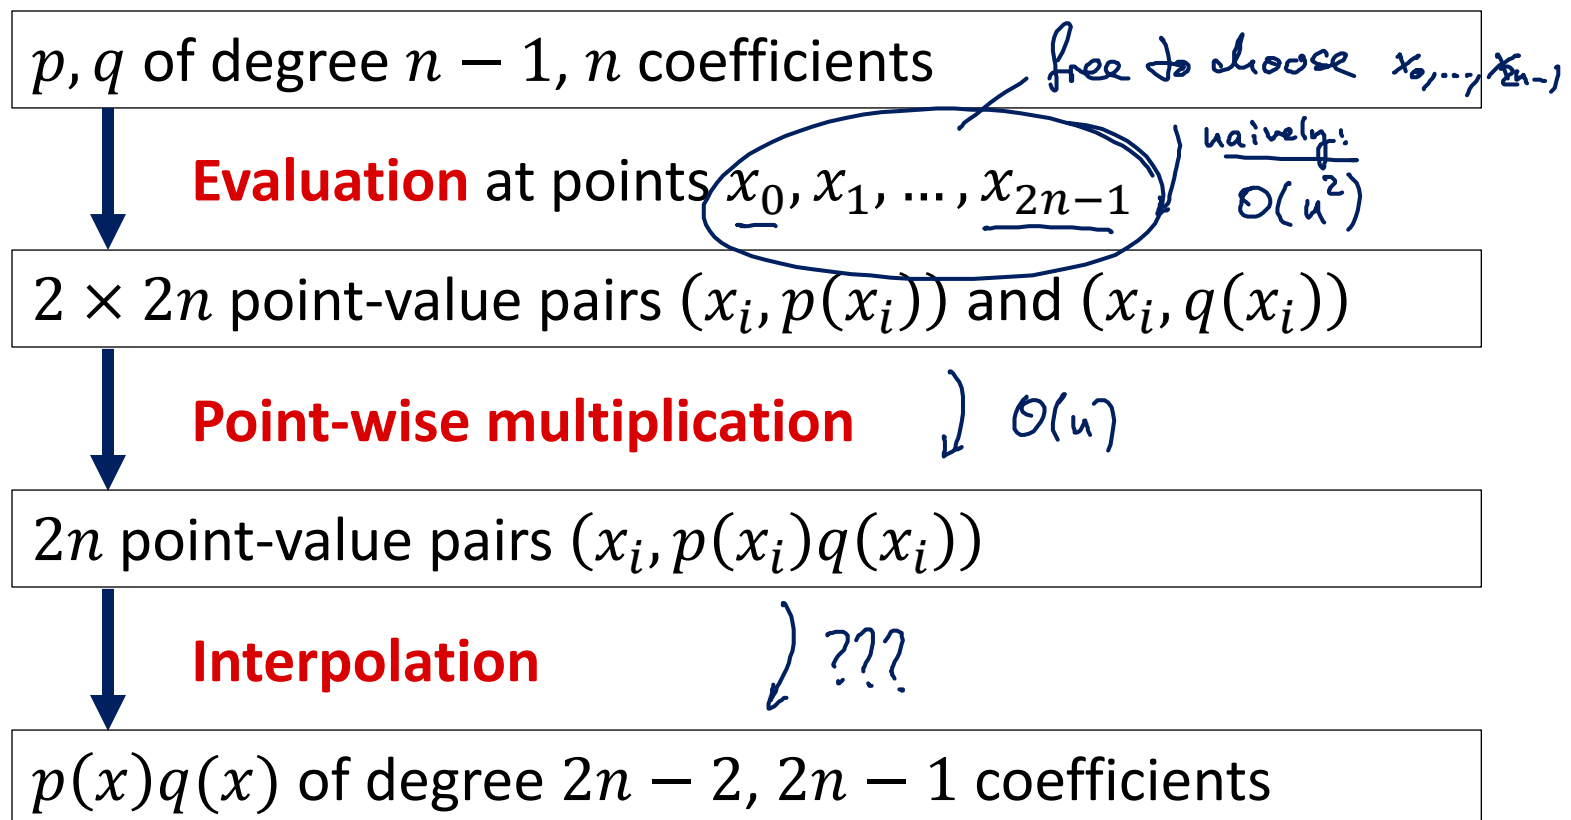 p, q of degree n − 1, n coefficients
free to choose x₀,...,x₂ₙ₋₁
Evaluation at points x₀, x₁, … , x₂ₙ₋₁
naively:
O(n²)
2 × 2n point-value pairs (xᵢ, p(xᵢ)) and (xᵢ, q(xᵢ))
Point-wise multiplication
O(n)
2n point-value pairs (xᵢ, p(xᵢ)q(xᵢ))
Interpolation
???
p(x)q(x) of degree 2n − 2, 2n − 1 coefficients